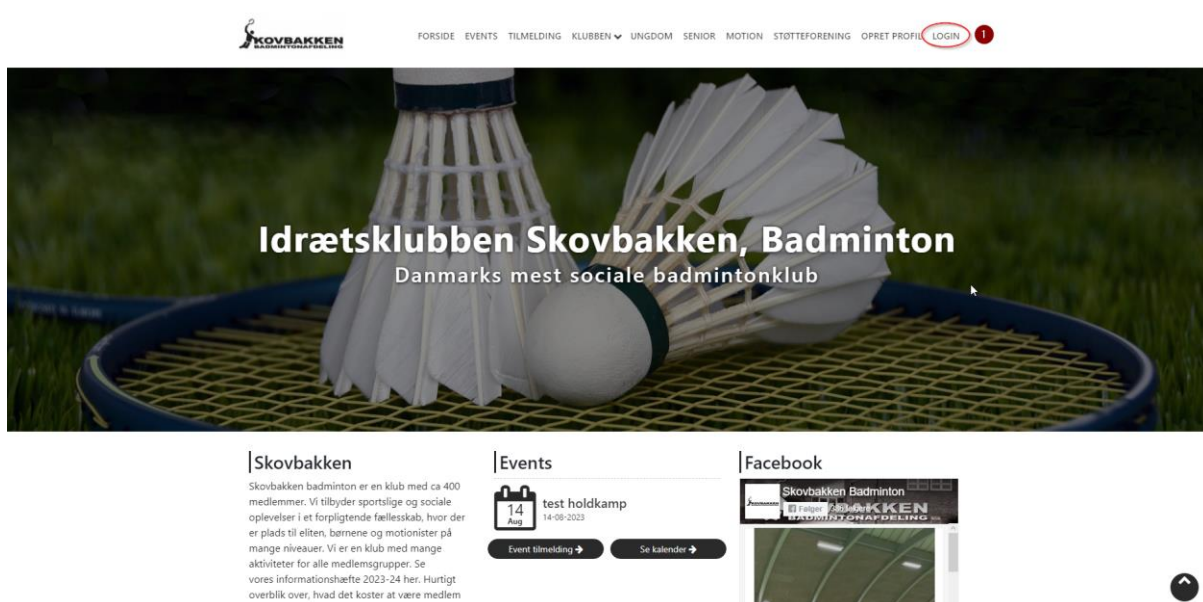 SKOVBAKKEN
BADMINTONAFDELING
FORSIDE EVENTS TILMELDING KLUBBEN UNGDOM SENIOR MOTION STØTTEFORENING OPRET PROFIL LOGIN 1
Idrætsklubben Skovbakken, Badminton
Danmarks mest sociale badmintonklub
Skovbakken
Skovbakken badminton er en klub med ca 400
medlemmer. Vi tilbyder sportslige og sociale
oplevelser i et forpligtende fællesskab, hvor der
er plads til eliten, børnene og motionister på
mange niveauer. Vi er en klub med mange
aktiviteter for alle medlemsgrupper. Se
vores informationshæfte 2023-24 her. Hurtigt
overblik over, hvad det koster at være medlem
Events
14
Aug
test holdkamp
14-08-2023
Event tilmelding
Se kalender
Facebook
Skovbakken Badminton
Følger
BADMINTONAFDELING